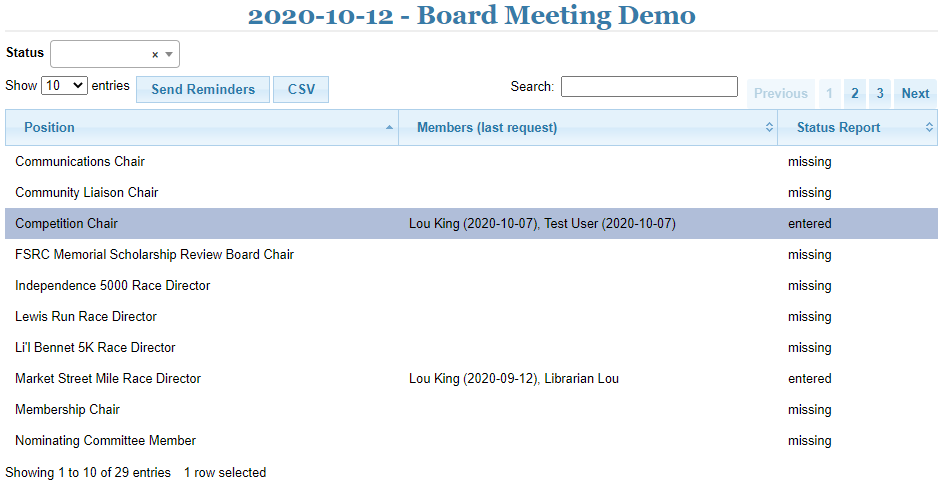 2020-10-12 - Board Meeting Demo
Status ×
Show 10 entries Send Reminders CSV Search: Previous 1 2 3 Next
Position Members (last request) Status Report
Communications Chair missing
Community Liaison Chair missing
Competition Chair Lou King (2020-10-07), Test User (2020-10-07) entered
FSRC Memorial Scholarship Review Board Chair missing
Independence 5000 Race Director missing
Lewis Run Race Director missing
Li'l Bennet 5K Race Director missing
Market Street Mile Race Director Lou King (2020-09-12), Librarian Lou entered
Membership Chair missing
Nominating Committee Member missing
Showing 1 to 10 of 29 entries 1 row selected